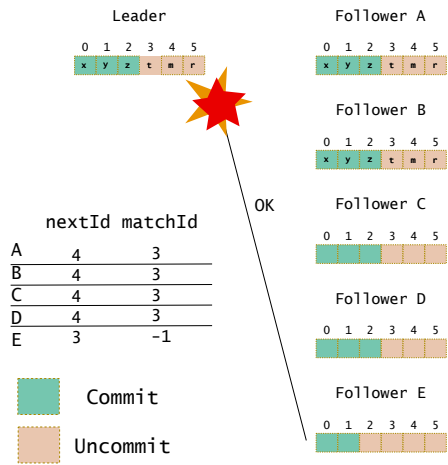 Leader
0 1 2 3 4 5
x y z t m r
Follower A
0 1 2 3 4 5
x y z t m r
Follower B
0 1 2 3 4 5
x y z t m r
OK
Follower C
0 1 2 3 4 5
Follower D
0 1 2 3 4 5
Follower E
0 1 2 3 4 5
nextId matchId
A 4 3
B 4 3
C 4 3
D 4 3
E 3 -1
Commit
Uncommit